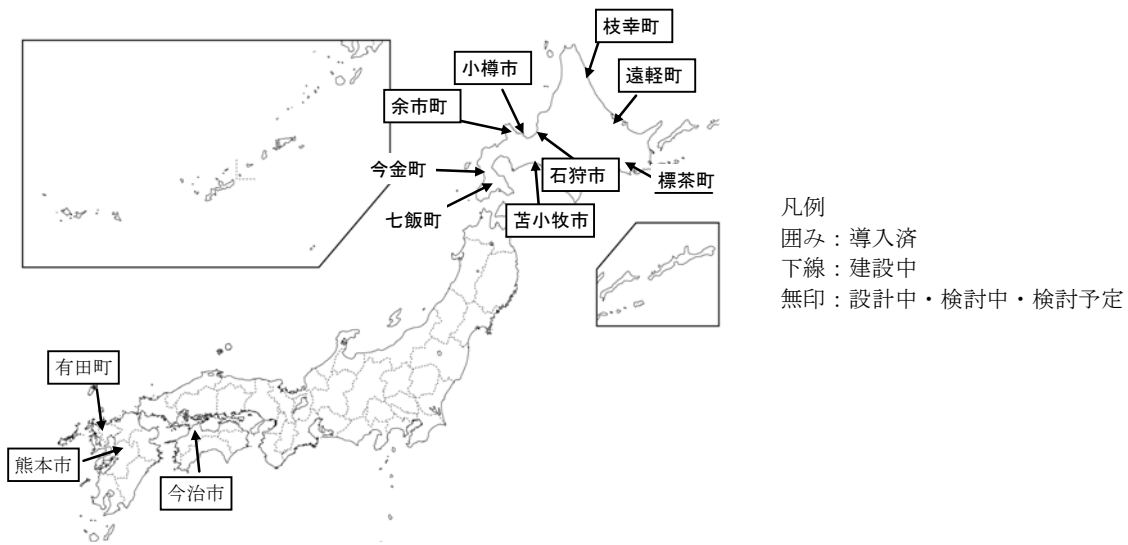 枝幸町
小樽市
遠軽町
余市町
今金町
石狩市
標茶町
七飯町
苫小牧市
凡例
囲み：導入済
下線：建設中
無印：設計中・検討中・検討予定
有田町
熊本市
今治市